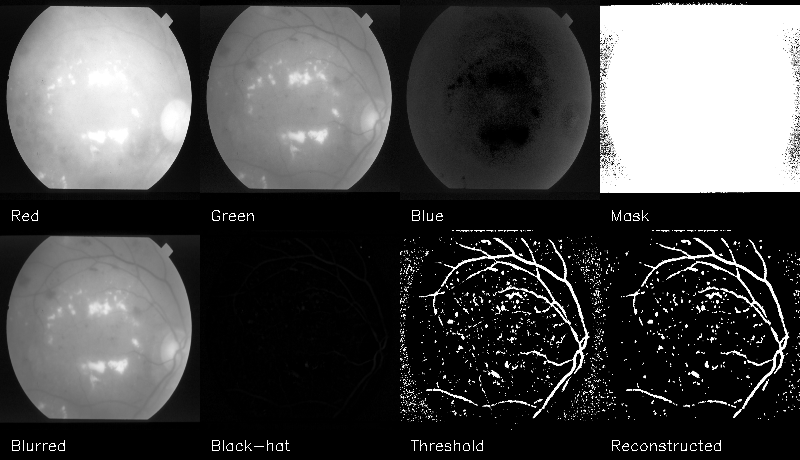 Red
Green
Blue
Mask
Blurred
Black-hat
Threshold
Reconstructed